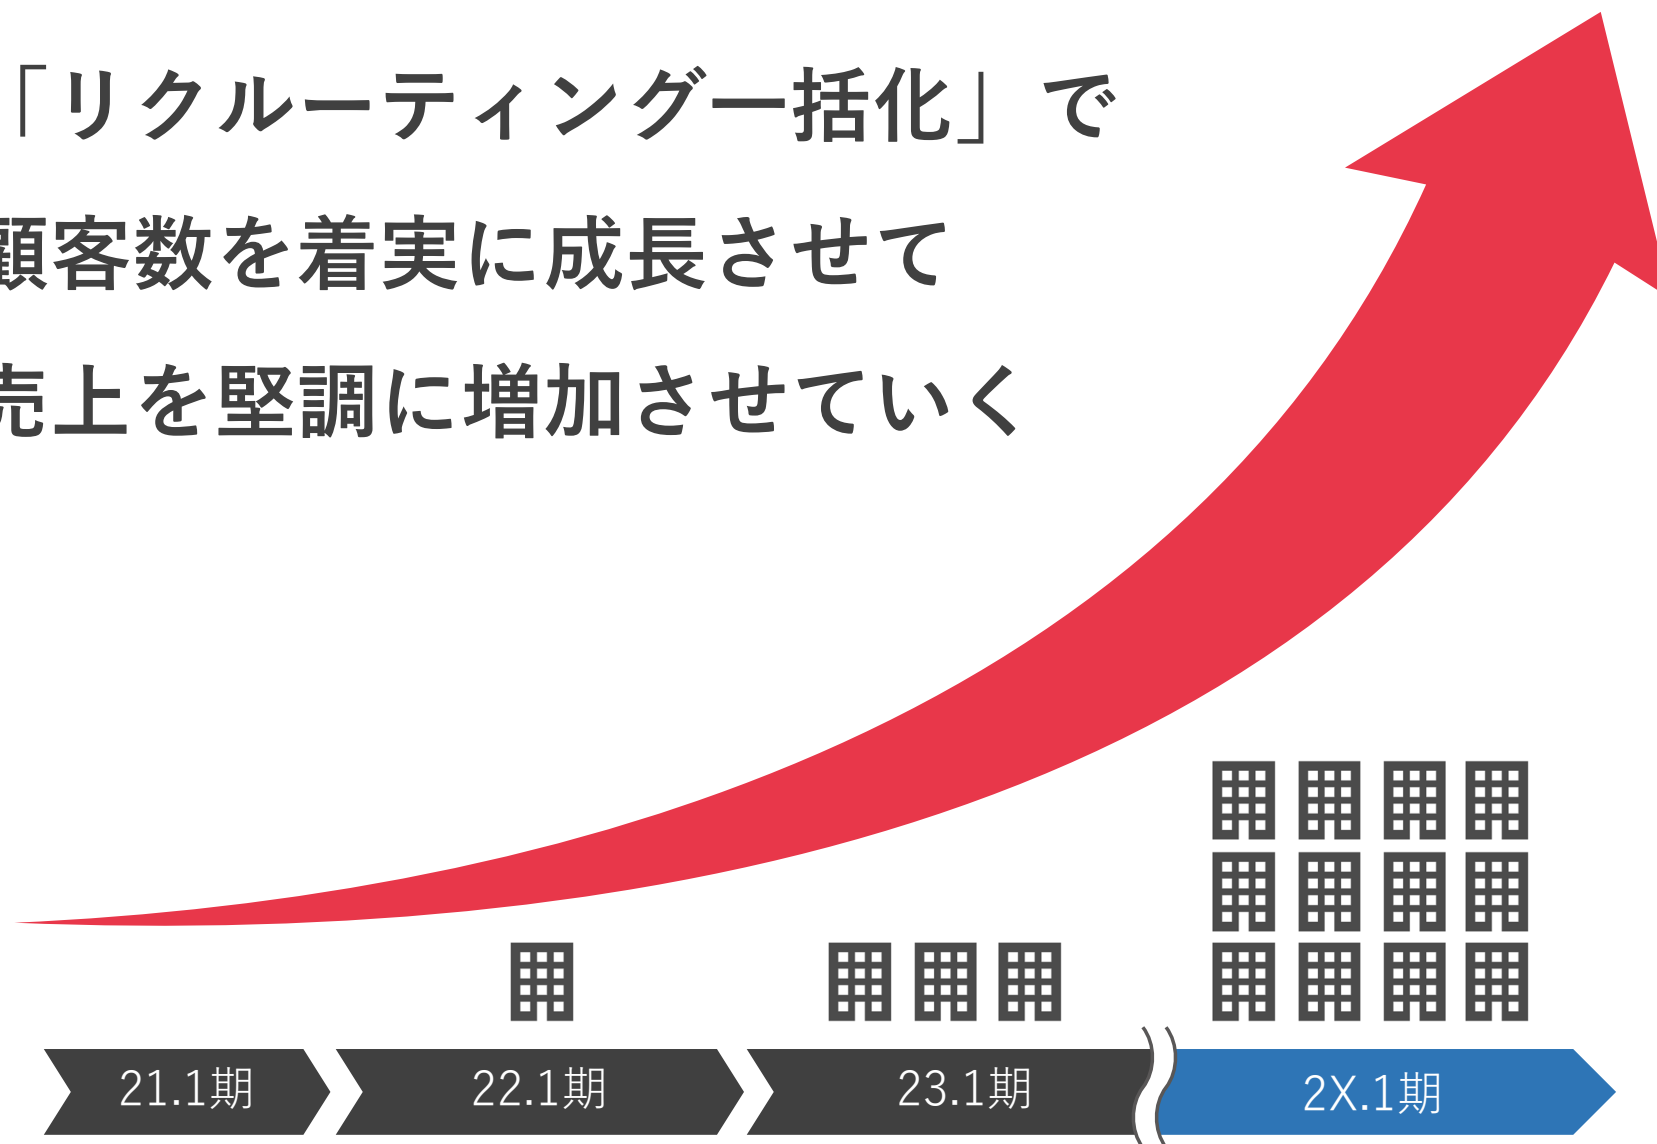 「リクルーティング一括化」で
顧客数を着実に成長させて
売上を堅調に増加させていく
21.1期
22.1期
23.1期
2X.1期